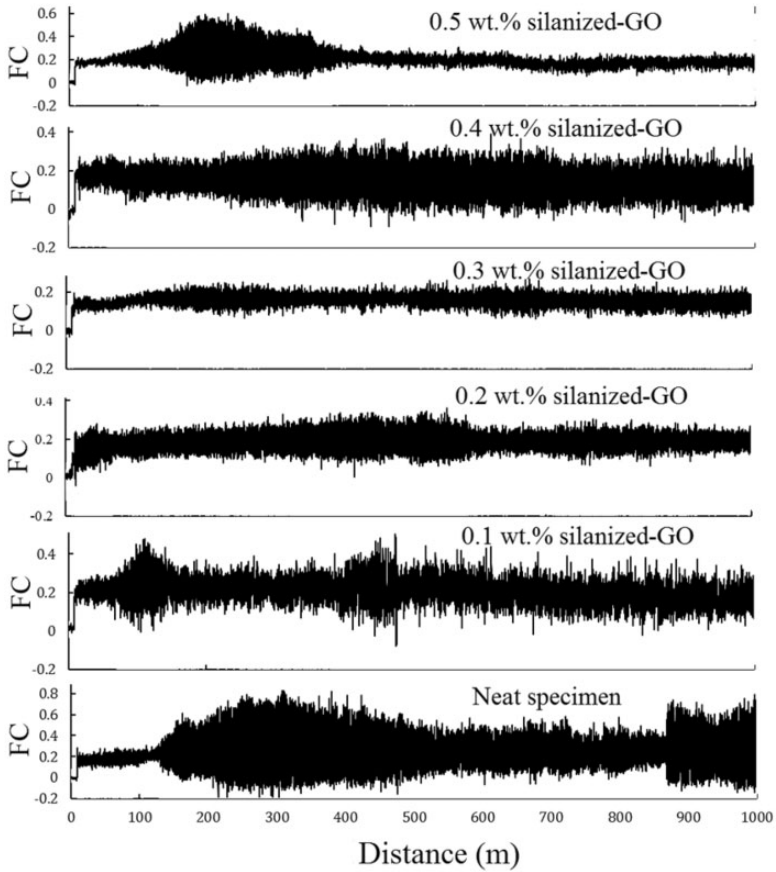 0.5 wt.% silanized-GO
FC
0.6
0.4
0.2
0
-0.2
0.4 wt.% silanized-GO
FC
0.4
0.2
0
-0.2
0.3 wt.% silanized-GO
FC
0.2
0
-0.2
0.2 wt.% silanized-GO
FC
0.4
0.2
0
-0.2
0.1 wt.% silanized-GO
FC
0.4
0.2
0
-0.2
Neat specimen
FC
0.8
0.6
0.4
0.2
0
-0.2
0 100 200 300 400 500 600 700 800 900 1000
Distance (m)